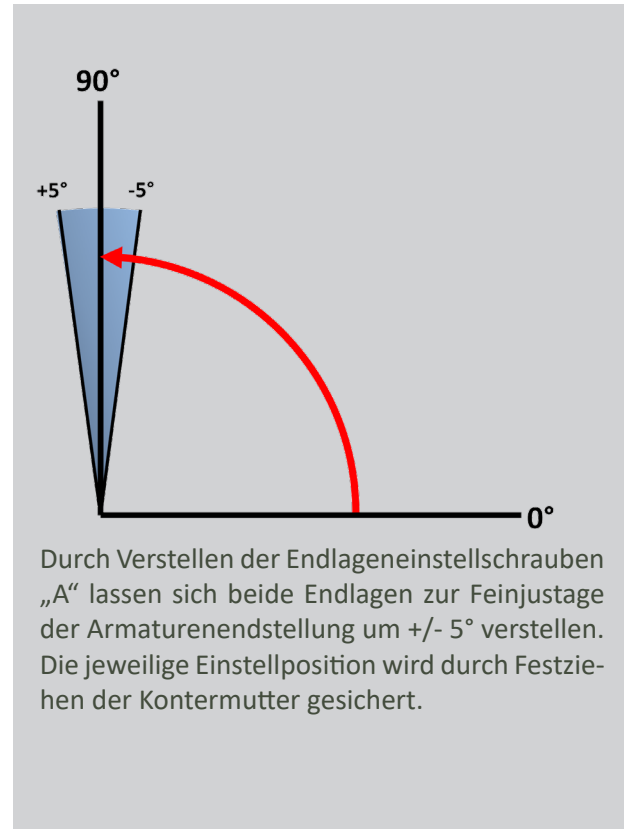 90°
+5°
-5°
0°
Durch Verstellen der Endlageneinstellschrauben
„A“ lassen sich beide Endlagen zur Feinjustage
der Armaturenendstellung um +/- 5° verstellen.
Die jeweilige Einstellposition wird durch Festzie-
hen der Kontermutter gesichert.